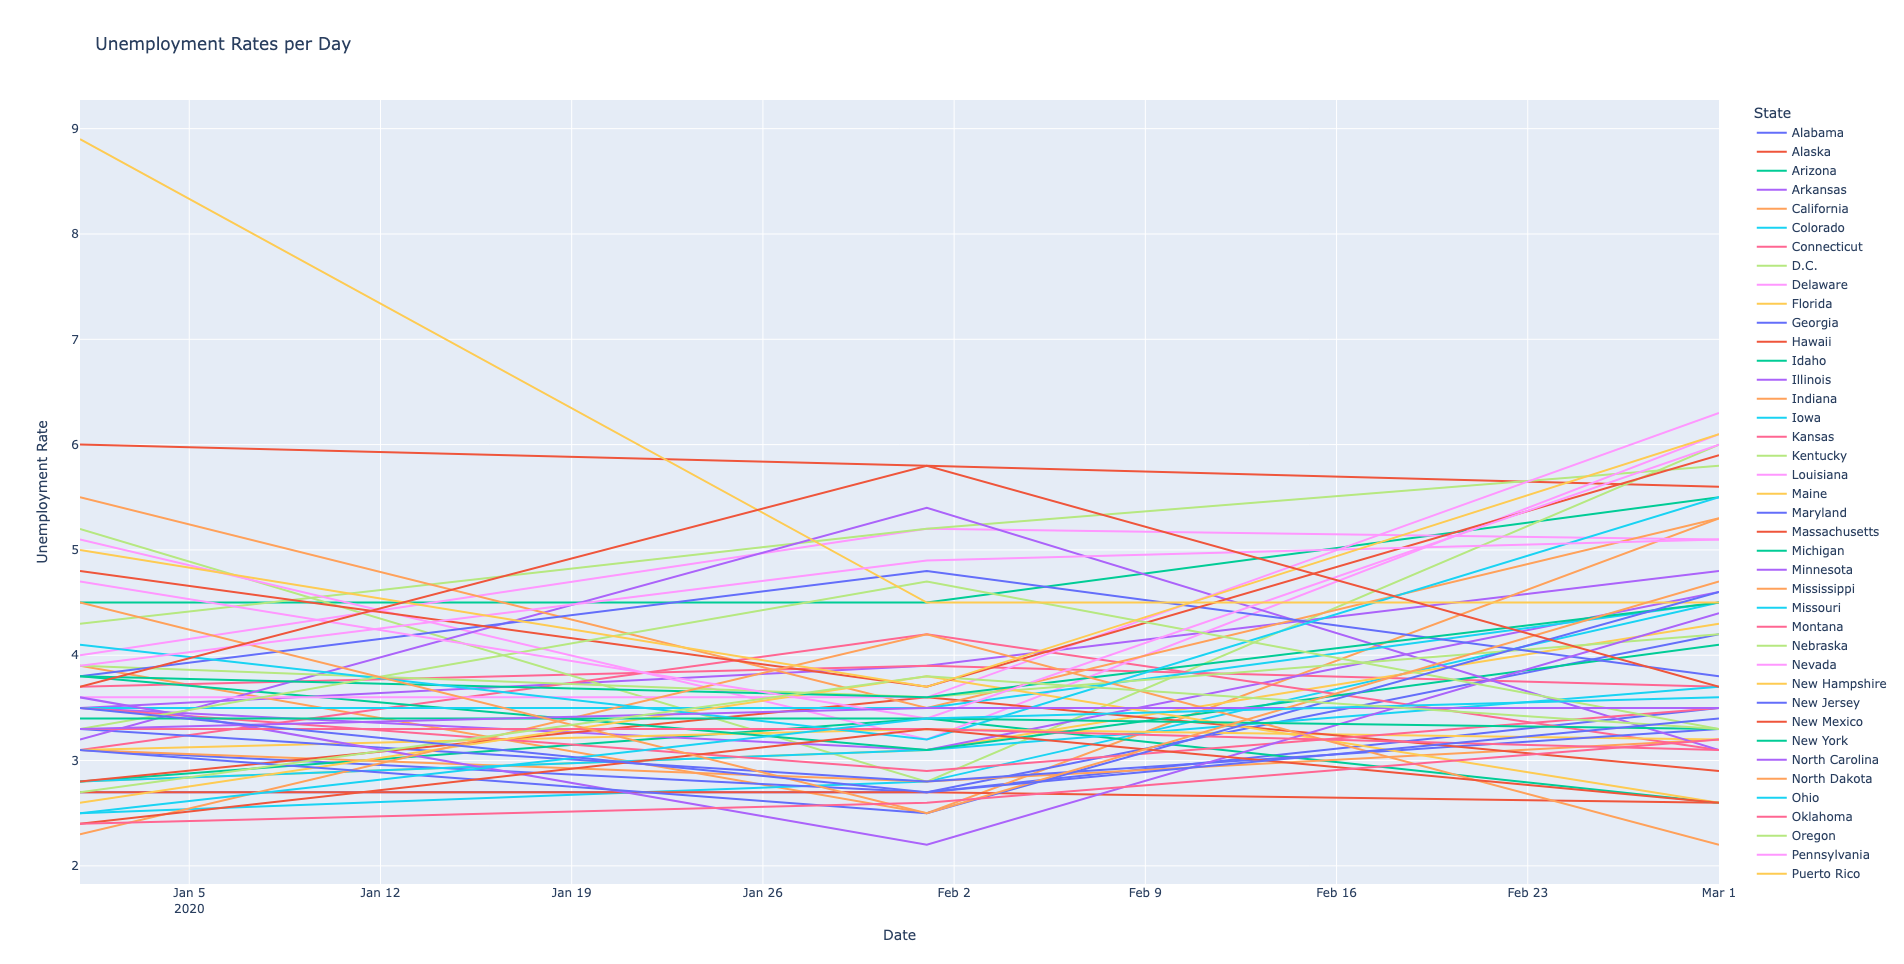 Unemployment Rates per Day
Unemployment Rate
9
8
7
6
5
4
3
2
Jan 5
2020
Jan 12
Jan 19
Jan 26
Feb 2
Feb 9
Feb 16
Feb 23
Mar 1
Date
State
Alabama
Alaska
Arizona
Arkansas
California
Colorado
Connecticut
D.C.
Delaware
Florida
Georgia
Hawaii
Idaho
Illinois
Indiana
Iowa
Kansas
Kentucky
Louisiana
Maine
Maryland
Massachusetts
Michigan
Minnesota
Mississippi
Missouri
Montana
Nebraska
Nevada
New Hampshire
New Jersey
New Mexico
New York
North Carolina
North Dakota
Ohio
Oklahoma
Oregon
Pennsylvania
Puerto Rico